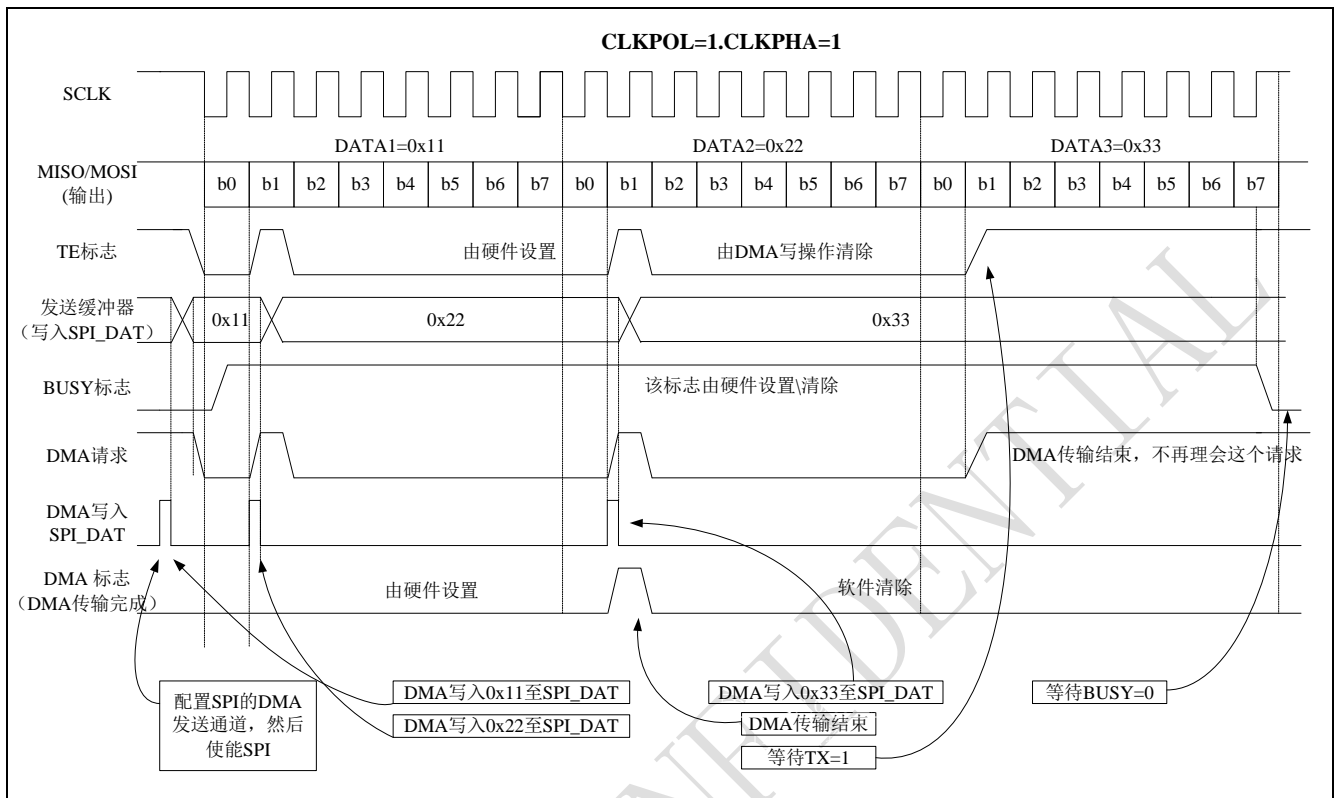 CLKPOL=1.CLKPHA=1
SCLK
DATA1=0x11 DATA2=0x22 DATA3=0x33
MISO/MOSI
(输出)
b0 b1 b2 b3 b4 b5 b6 b7 b0 b1 b2 b3 b4 b5 b6 b7 b0 b1 b2 b3 b4 b5 b6 b7
TE标志
由硬件设置 由DMA写操作清除
发送缓冲器
（写入SPI_DAT）
0x11 0x22 0x33
BUSY标志
该标志由硬件设置\清除
DMA请求
DMA传输结束，不再理会这个请求
DMA写入
SPI_DAT
DMA 标志
（DMA传输完成）
由硬件设置 软件清除
配置SPI的DMA
发送通道，然后
使能SPI
DMA写入0x11至SPI_DAT
DMA写入0x22至SPI_DAT
DMA写入0x33至SPI_DAT
DMA传输结束
等待TX=1
等待BUSY=0
NFIDENTIAL